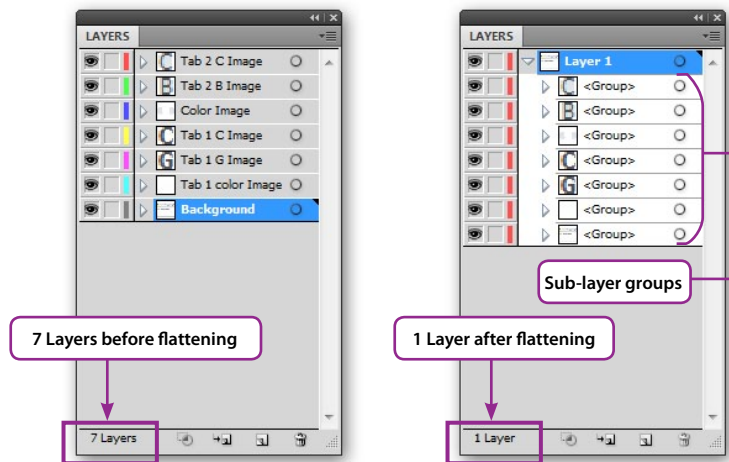 LAYERS
Tab 2 C Image
Tab 2 B Image
Color Image
Tab 1 C Image
Tab 1 G Image
Tab 1 color Image
Background
7 Layers before flattening
7 Layers
LAYERS
Layer 1
<Group>
<Group>
<Group>
<Group>
<Group>
<Group>
<Group>
Sub-layer groups
1 Layer after flattening
1 Layer